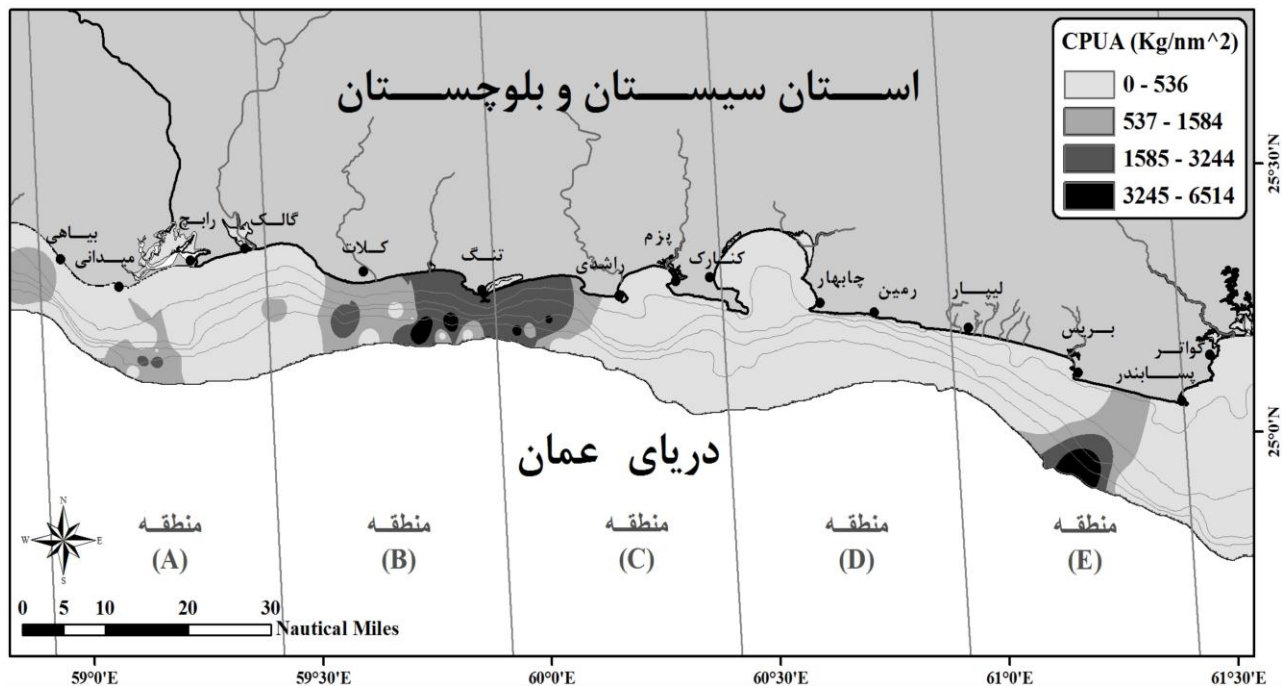 CPUA (Kg/nm^2)
0 - 536
537 - 1584
1585 - 3244
3245 - 6514
استان سیستان و بلوچستان
25°30'N
بیاهی
میدانی
رابچ
گالک
کلات
تنگ
راشدی
پزم
کنارک
چابهار
رمین
لیپار
بریس
پسابندر
گواتر
25°0'N
دریای عمان
منطقه
(A)
منطقه
(B)
منطقه
(C)
منطقه
(D)
منطقه
(E)
N
W
E
S
0 5 10 20 30
Nautical Miles
59°0'E 59°30'E 60°0'E 60°30'E 61°0'E 61°30'E